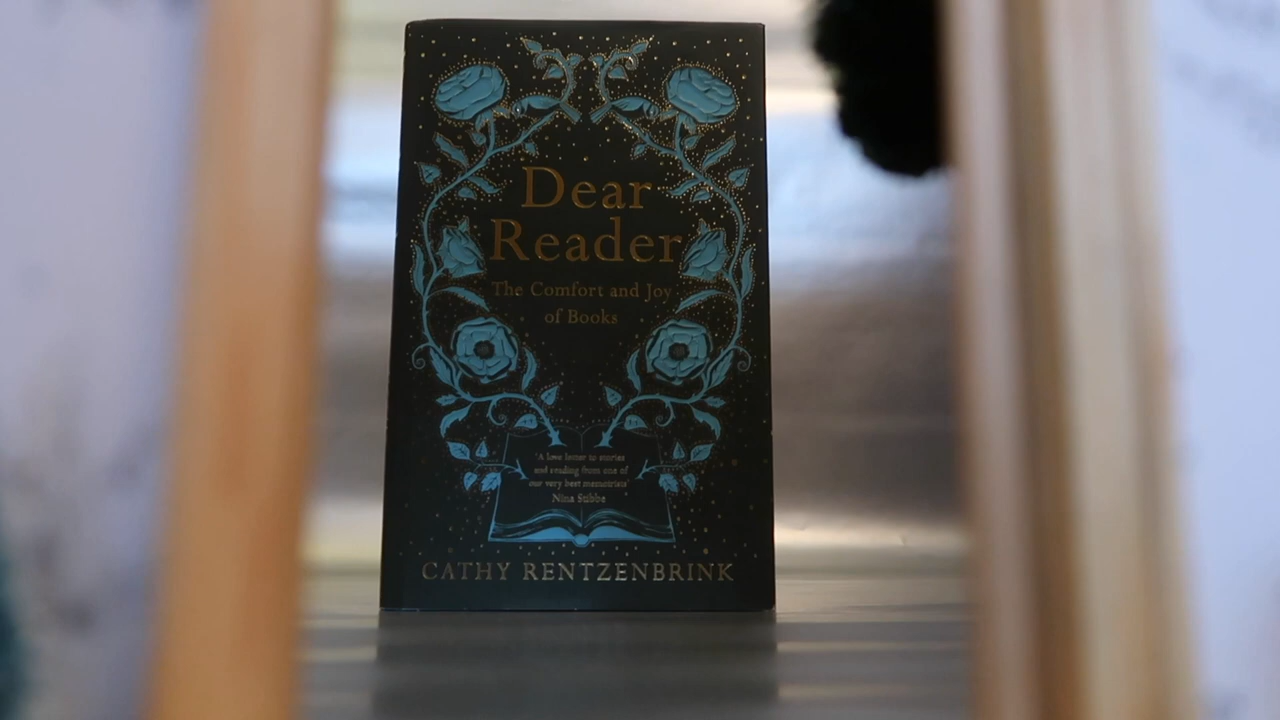 Dear
Reader
The Comfort and Joy
of Books
'A love letter to stories
and reading from one of
our very best memoirists'
Nina Stibbe
CATHY RENTZENBRINK